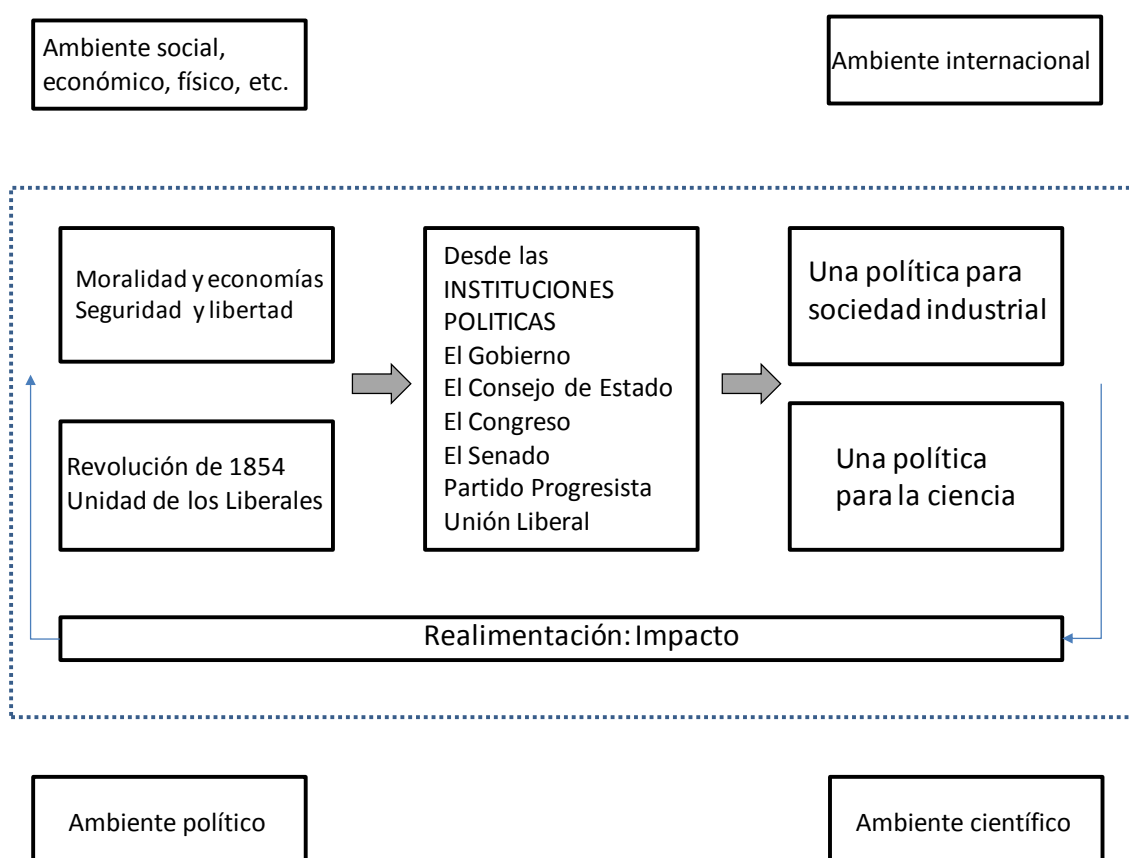 Ambiente social,
económico, físico, etc.
Ambiente internacional
Moralidad y economías
Seguridad y libertad
Revolución de 1854
Unidad de los Liberales
Desde las
INSTITUCIONES
POLITICAS
El Gobierno
El Consejo de Estado
El Congreso
El Senado
Partido Progresista
Unión Liberal
Una política para
sociedad industrial
Una política
para la ciencia
Realimentación: Impacto
Ambiente político
Ambiente científico